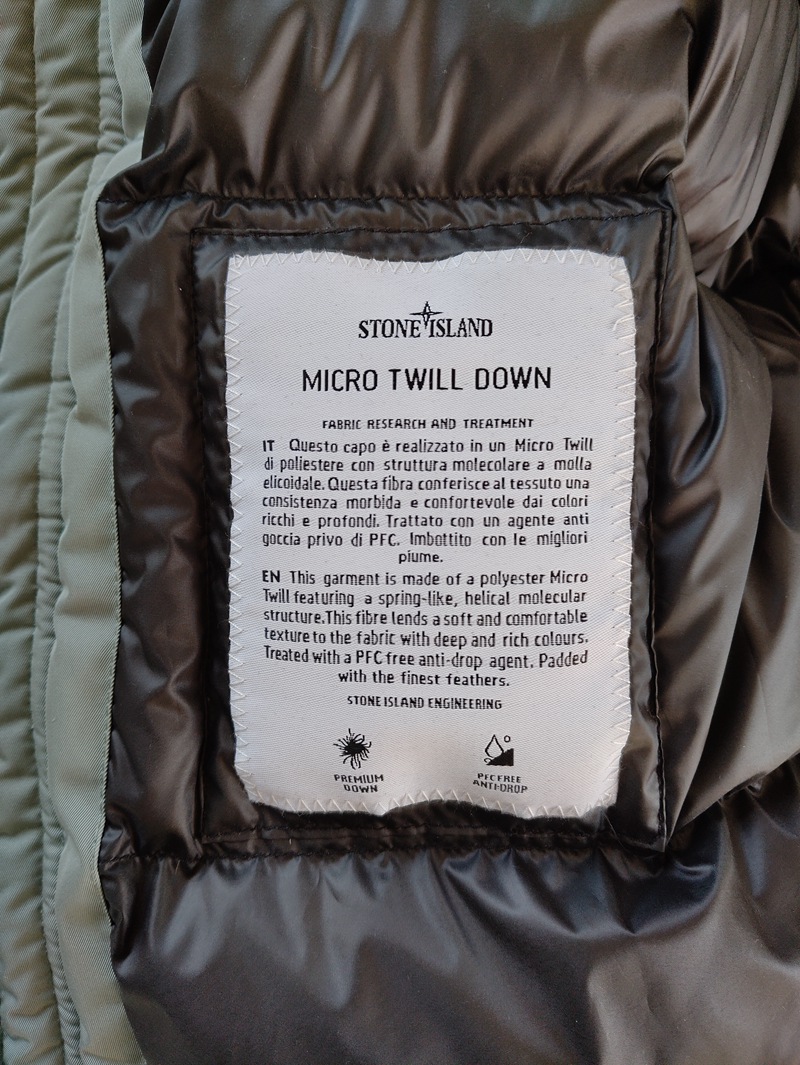 STONE ISLAND
MICRO TWILL DOWN
FABRIC RESEARCH AND TREATMENT
IT Questo capo è realizzato in un Micro Twill
di poliestere con struttura molecolare a molla
elicoidale. Questa fibra conferisce al tessuto una
consistenza morbida e confortevole dai colori
ricchi e profondi. Trattato con un agente anti
goccia privo di PFC. Imbottito con le migliori
piume.
EN This garment is made of a polyester Micro
Twill featuring a spring-like, helical molecular
structure.This fibre lends a soft and comfortable
texture to the fabric with deep and rich colours.
Treated with a PFC free anti-drop agent. Padded
with the finest feathers.
STONE ISLAND ENGINEERING
PREMIUM
DOWN
PFC FREE
ANTI-DROP